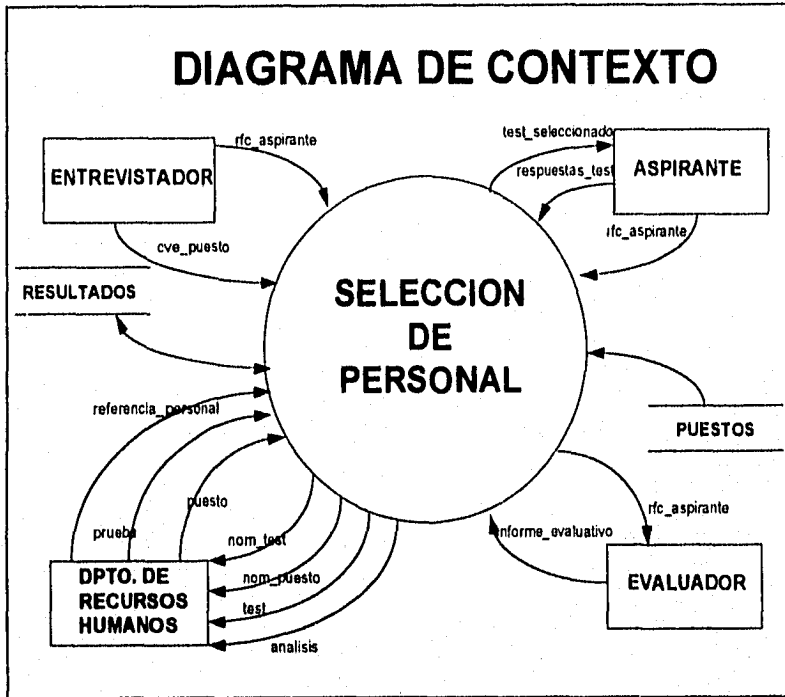 DIAGRAMA DE CONTEXTO
rfc_aspirante
test_seleccionado
ENTREVISTADOR
respuestas_test
ASPIRANTE
rfc_aspirante
cve_puesto
RESULTADOS
SELECCION
DE
PERSONAL
referencia_personal
PUESTOS
puesto
prueba
nom_test
rfc_aspirante
nforme_evaluativo
DPTO. DE
RECURSOS
HUMANOS
nom_puesto
test
analisis
EVALUADOR